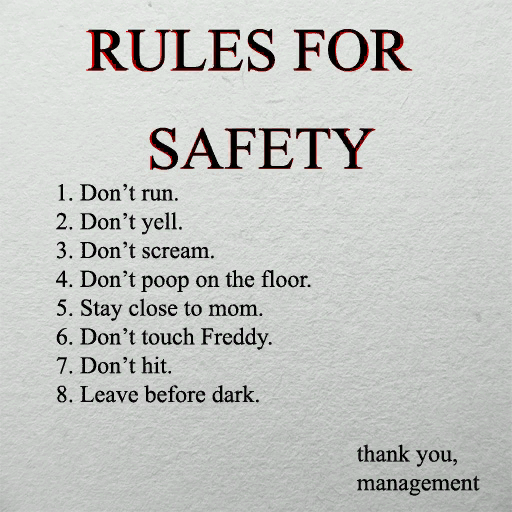 RULES FOR
SAFETY
1. Don’t run.
2. Don’t yell.
3. Don’t scream.
4. Don’t poop on the floor.
5. Stay close to mom.
6. Don’t touch Freddy.
7. Don’t hit.
8. Leave before dark.
thank you,
management